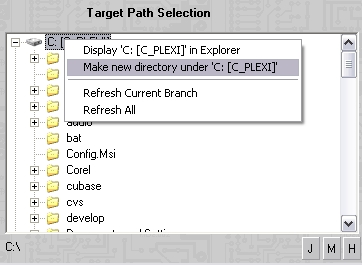 Target Path Selection
C: [C_PLEXI]
Display 'C: [C_PLEXI]' in Explorer
Make new directory under 'C: [C_PLEXI]'
Refresh Current Branch
Refresh All
audio
bat
Config.Msi
Corel
cubase
cvs
develop
C:\
J M H